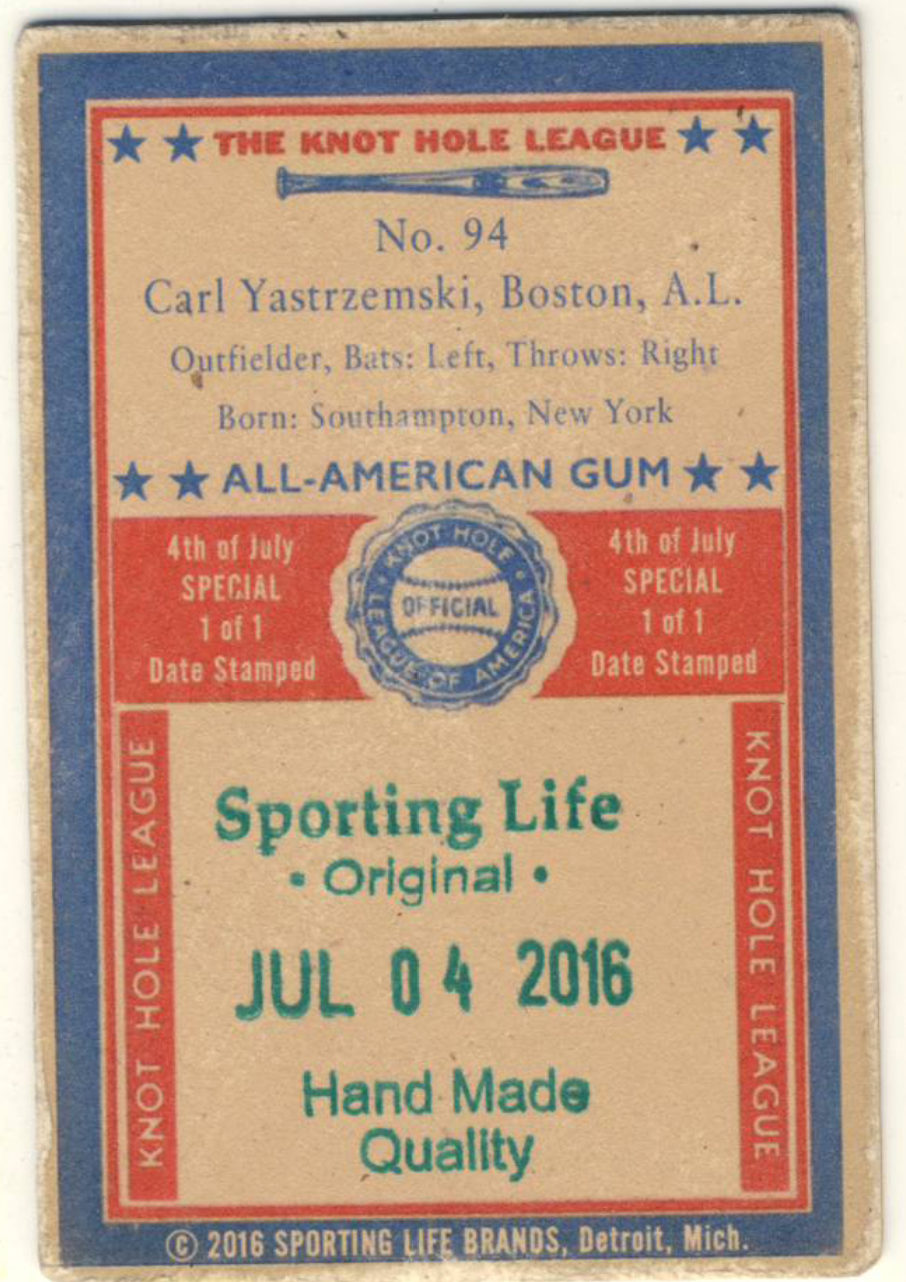 THE KNOT HOLE LEAGUE
No. 94
Carl Yastrzemski, Boston, A.L.
Outfielder, Bats: Left, Throws: Right
Born: Southampton, New York
ALL-AMERICAN GUM
4th of July
SPECIAL
1 of 1
Date Stamped
KNOT HOLE
LEAGUE OF AMERICA
OFFICIAL
4th of July
SPECIAL
1 of 1
Date Stamped
KNOT HOLE LEAGUE
Sporting Life
• Original •
JUL 04 2016
Hand Made
Quality
KNOT HOLE LEAGUE
© 2016 SPORTING LIFE BRANDS, Detroit, Mich.